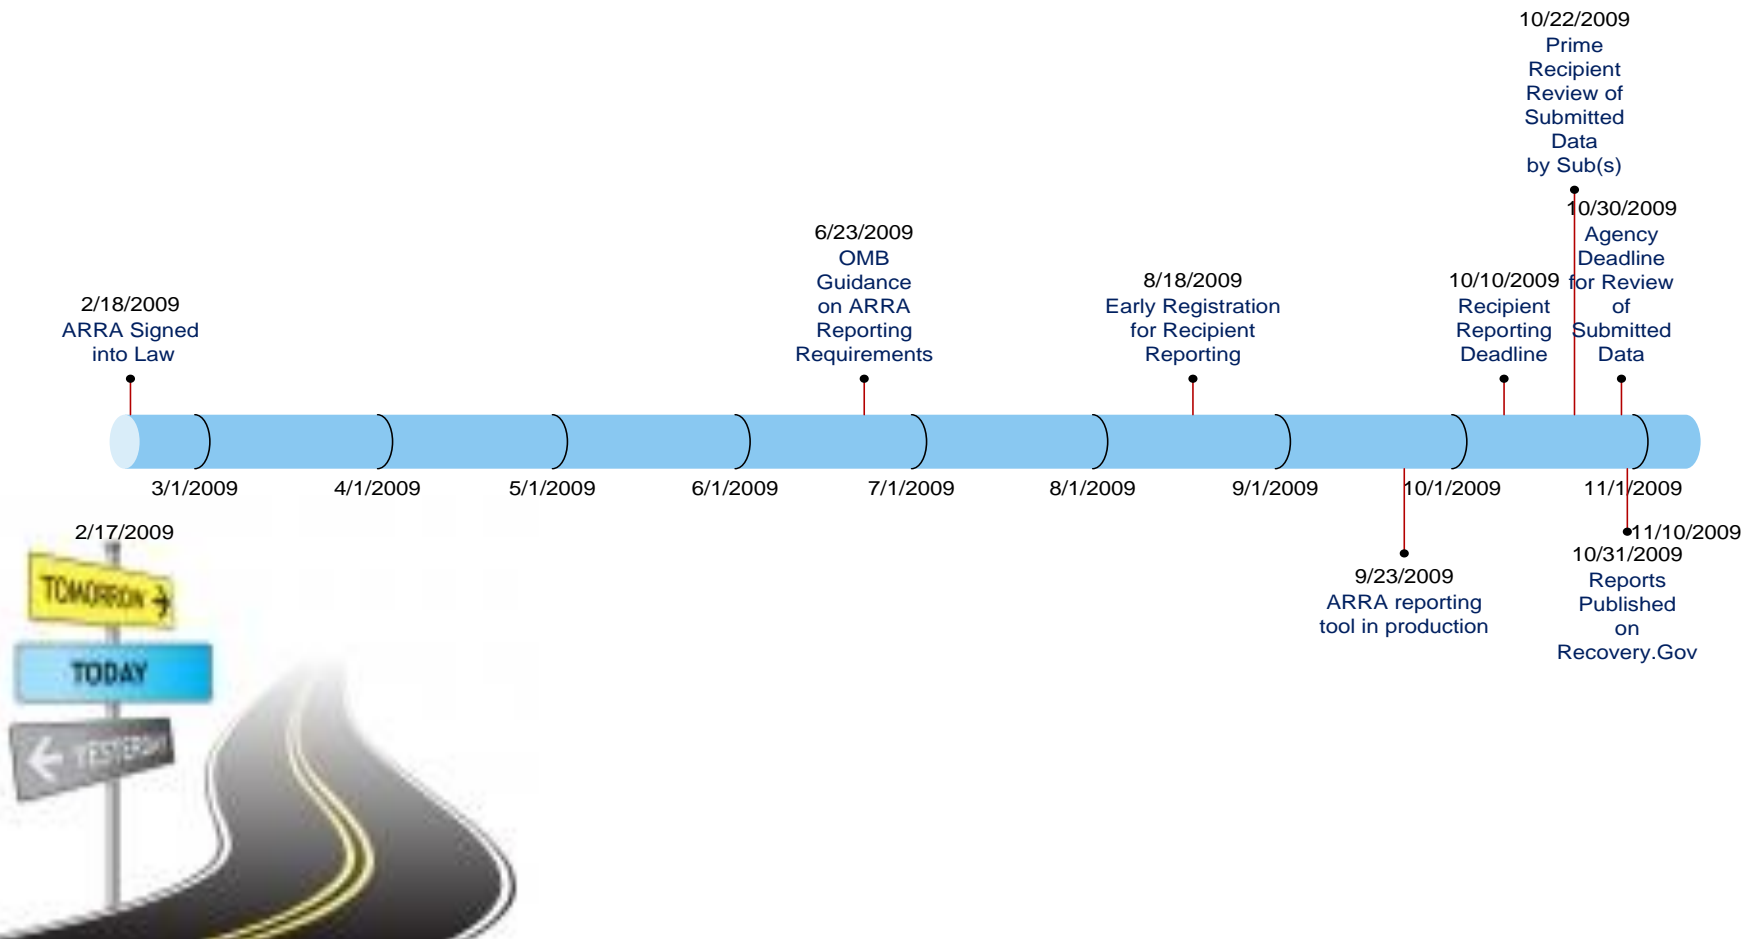 10/22/2009
Prime
Recipient
Review of
Submitted
Data
by Sub(s)
10/30/2009
Agency
Deadline
for Review
of
Submitted
Data
6/23/2009
OMB
Guidance
on ARRA
Reporting
Requirements
8/18/2009
Early Registration
for Recipient
Reporting
10/10/2009
Recipient
Reporting
Deadline
2/18/2009
ARRA Signed
into Law
3/1/2009
4/1/2009
5/1/2009
6/1/2009
7/1/2009
8/1/2009
9/1/2009
10/1/2009
11/1/2009
2/17/2009
11/10/2009
10/31/2009
Reports
Published
on
Recovery.Gov
9/23/2009
ARRA reporting
tool in production
TOMORROW
TODAY
YESTERDAY